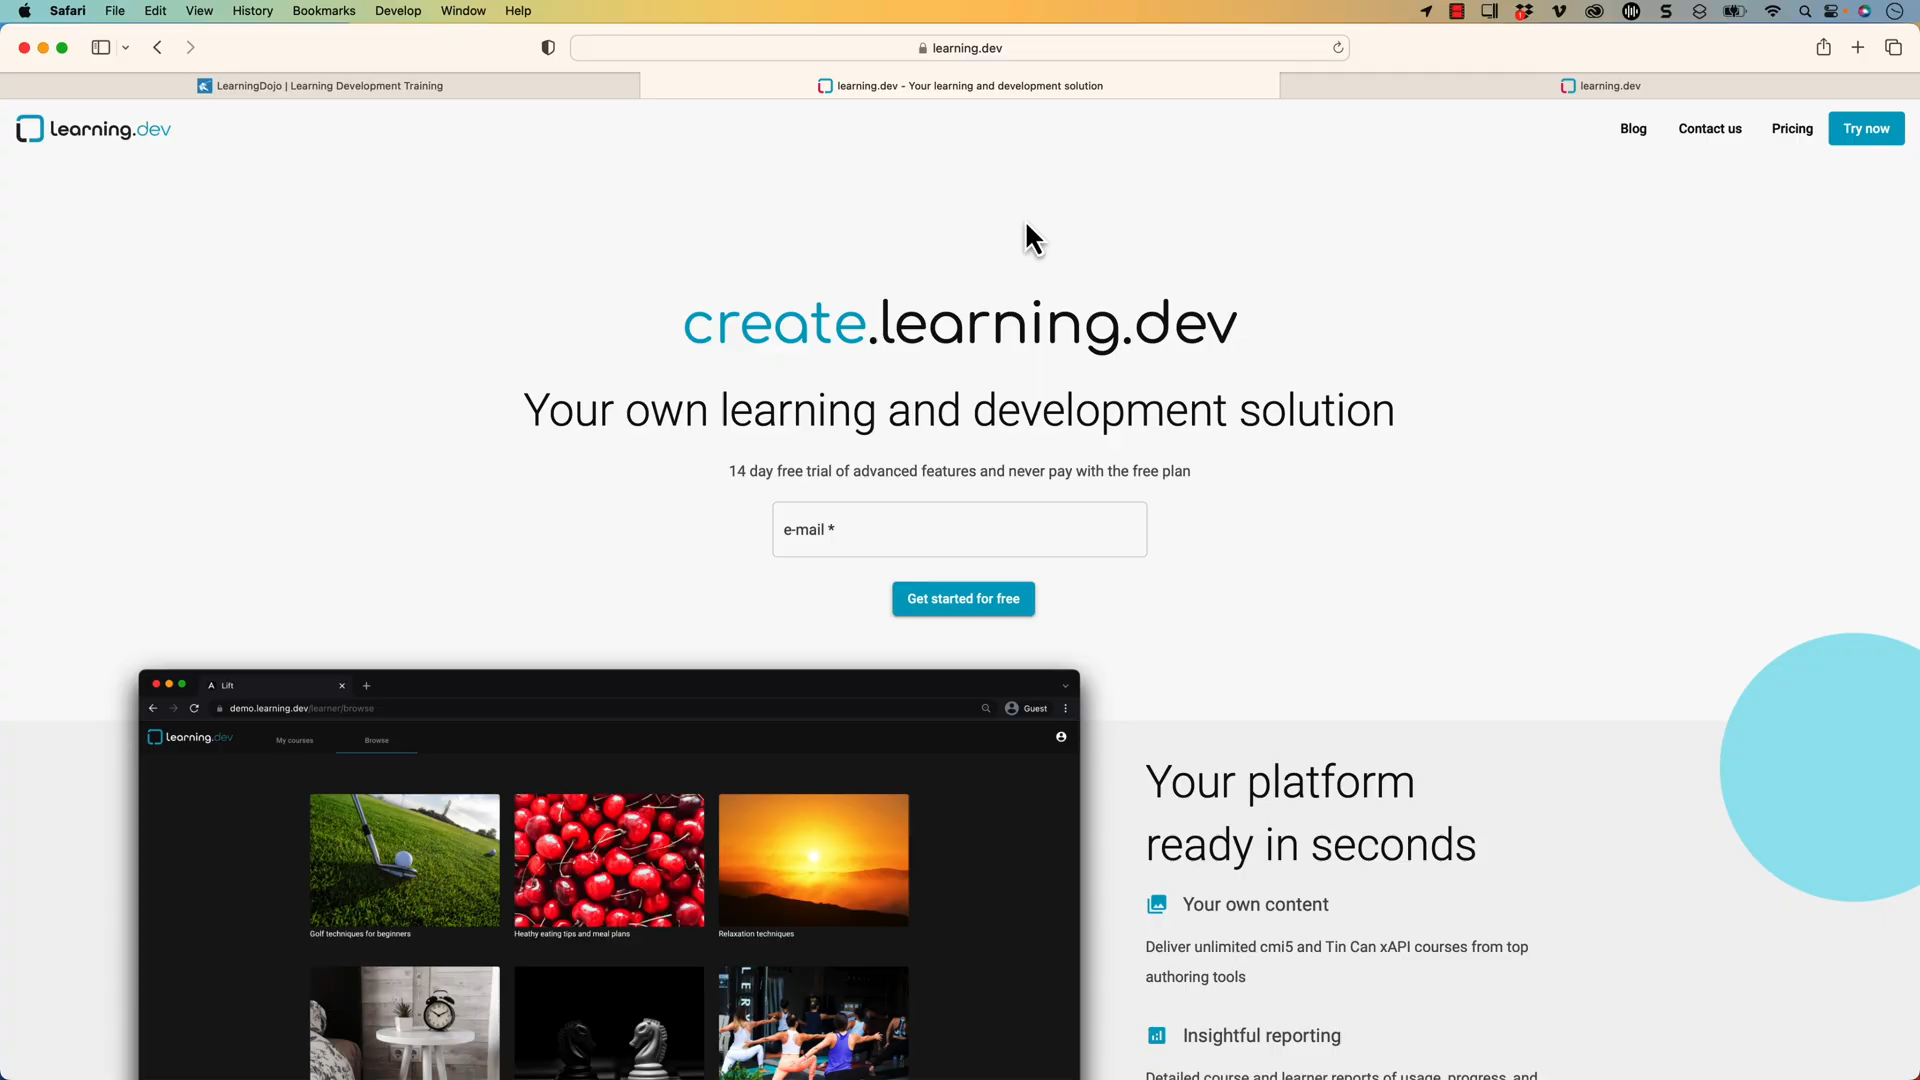 Safari File Edit View History Bookmarks Develop Window Help
learning.dev
LearningDojo | Learning Development Training
learning.dev - Your learning and development solution
learning.dev
learning.dev
Blog Contact us Pricing Try now
create.learning.dev
Your own learning and development solution
14 day free trial of advanced features and never pay with the free plan
e-mail *
Get started for free
Lift
demo.learning.dev/learner/browse
Guest
learning.dev
My courses Browse
Golf techniques for beginners
Heathy eating tips and meal plans
Relaxation techniques
Your platform
ready in seconds
Your own content
Deliver unlimited cmi5 and Tin Can xAPI courses from top
authoring tools
Insightful reporting
Detailed course and learner reports of usage, progress, and